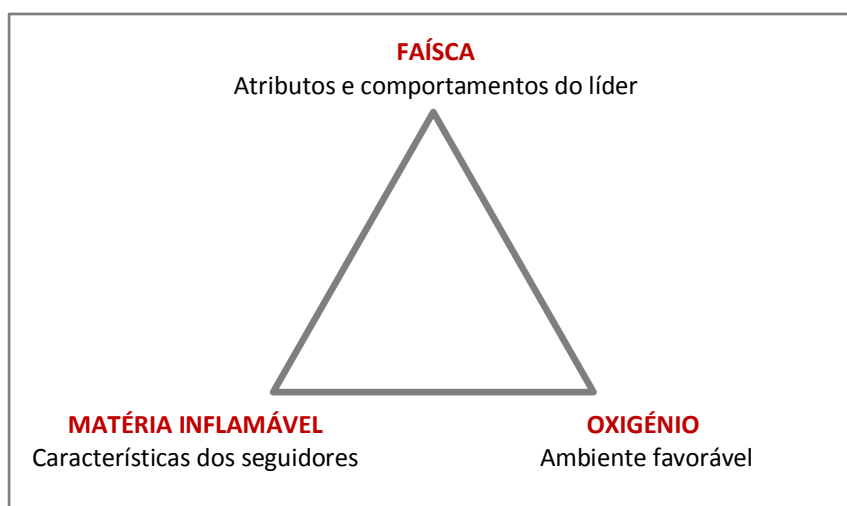 FAÍSCA
Atributos e comportamentos do líder
MATÉRIA INFLAMÁVEL
Características dos seguidores
OXIGÉNIO
Ambiente favorável